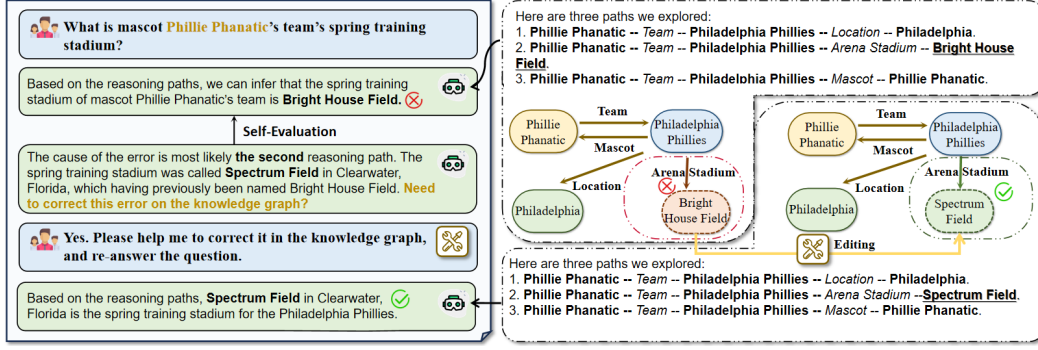 What is mascot Phillie Phanatic's team's spring training
stadium?
Based on the reasoning paths, we can infer that the spring training
stadium of mascot Phillie Phanatic's team is Bright House Field.
Self-Evaluation
The cause of the error is most likely the second reasoning path. The
spring training stadium was called Spectrum Field in Clearwater,
Florida, which having previously been named Bright House Field. Need
to correct this error on the knowledge graph?
Yes. Please help me to correct it in the knowledge graph,
and re-answer the question.
Based on the reasoning paths, Spectrum Field in Clearwater,
Florida is the spring training stadium for the Philadelphia Phillies.
Here are three paths we explored:
1. Phillie Phanatic -- Team -- Philadelphia Phillies -- Location -- Philadelphia.
2. Phillie Phanatic -- Team -- Philadelphia Phillies -- Arena Stadium -- Bright House
Field.
3. Phillie Phanatic -- Team -- Philadelphia Phillies -- Mascot -- Phillie Phanatic.
Team
Phillie
Phanatic
Philadelphia
Phillies
Mascot
Location
Arena Stadium
Philadelphia
Bright
House Field
Team
Phillie
Phanatic
Philadelphia
Phillies
Mascot
Arena Stadium
Location
Philadelphia
Spectrum
Field
Editing
Here are three paths we explored:
1. Phillie Phanatic -- Team -- Philadelphia Phillies -- Location -- Philadelphia.
2. Phillie Phanatic -- Team -- Philadelphia Phillies -- Arena Stadium --Spectrum Field.
3. Phillie Phanatic -- Team -- Philadelphia Phillies -- Mascot -- Phillie Phanatic.